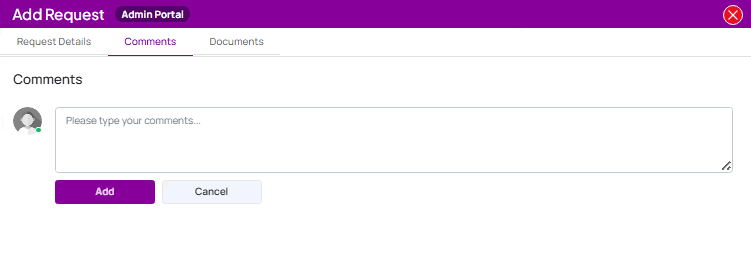 Add Request Admin Portal
Request Details Comments Documents
Comments
Please type your comments...
Add Cancel